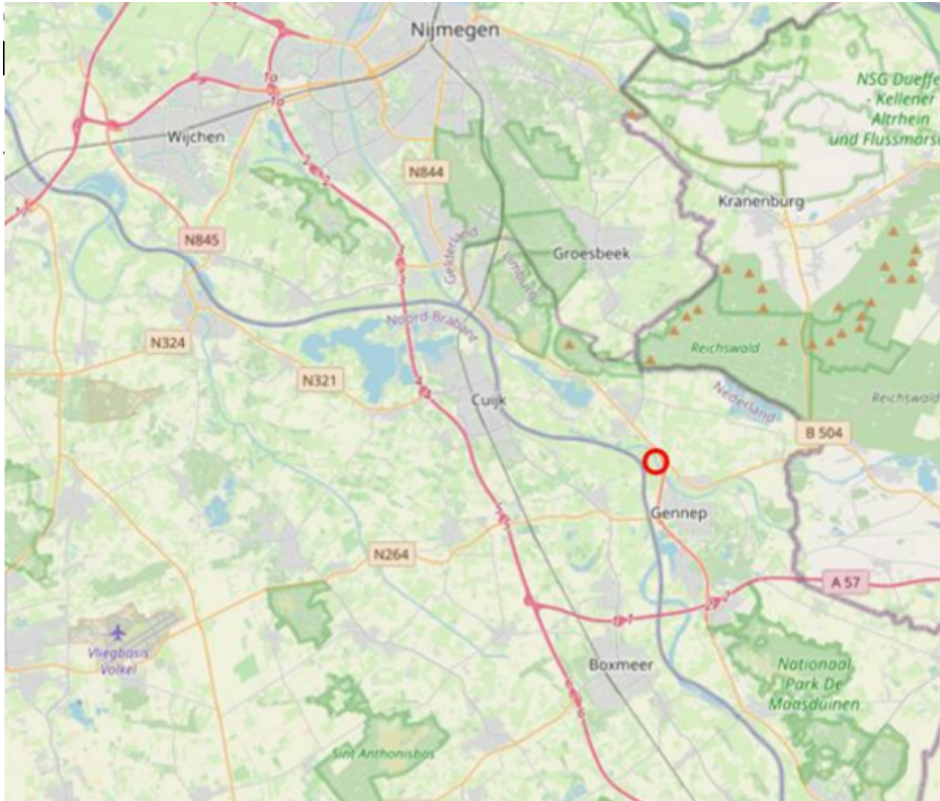 Nijmegen
NSG Dueffel
- Kellener
Altrhein
und Flussmarsc
Wijchen
N844
Kranenburg
N845
Gelderland
Limburg
Groesbeek
Noord-Brabant
N324
Reichswald
N321
Cuijk
Nederland
Reichswald
B 504
Gennep
N264
A 57
Vliegbasis
Volkel
Boxmeer
Nationaal
Park De
Maasduinen
Sint Anthonisbos